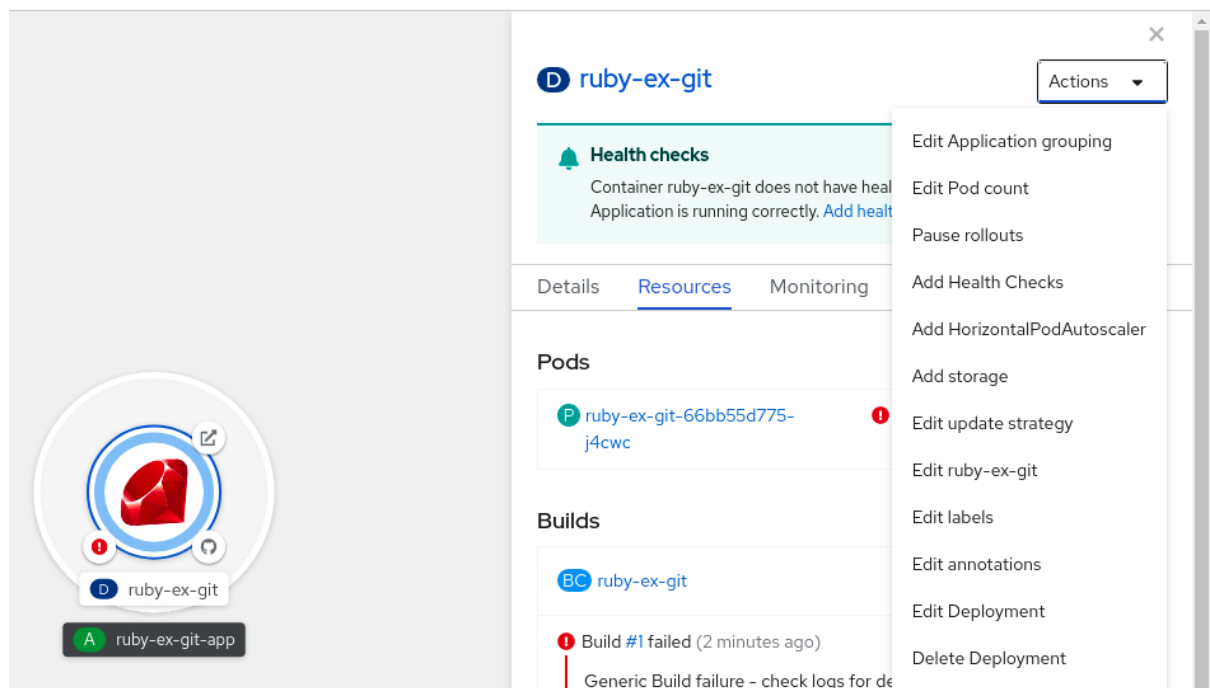 D ruby-ex-git
Actions
Health checks
Container ruby-ex-git does not have heal
Application is running correctly. Add healt
Details Resources Monitoring
Pods
P ruby-ex-git-66bb55d775-
j4cwc
Builds
BC ruby-ex-git
Build #1 failed (2 minutes ago)
Generic Build failure - check logs for de
Edit Application grouping
Edit Pod count
Pause rollouts
Add Health Checks
Add HorizontalPodAutoscaler
Add storage
Edit update strategy
Edit ruby-ex-git
Edit labels
Edit annotations
Edit Deployment
Delete Deployment
D ruby-ex-git
A ruby-ex-git-app